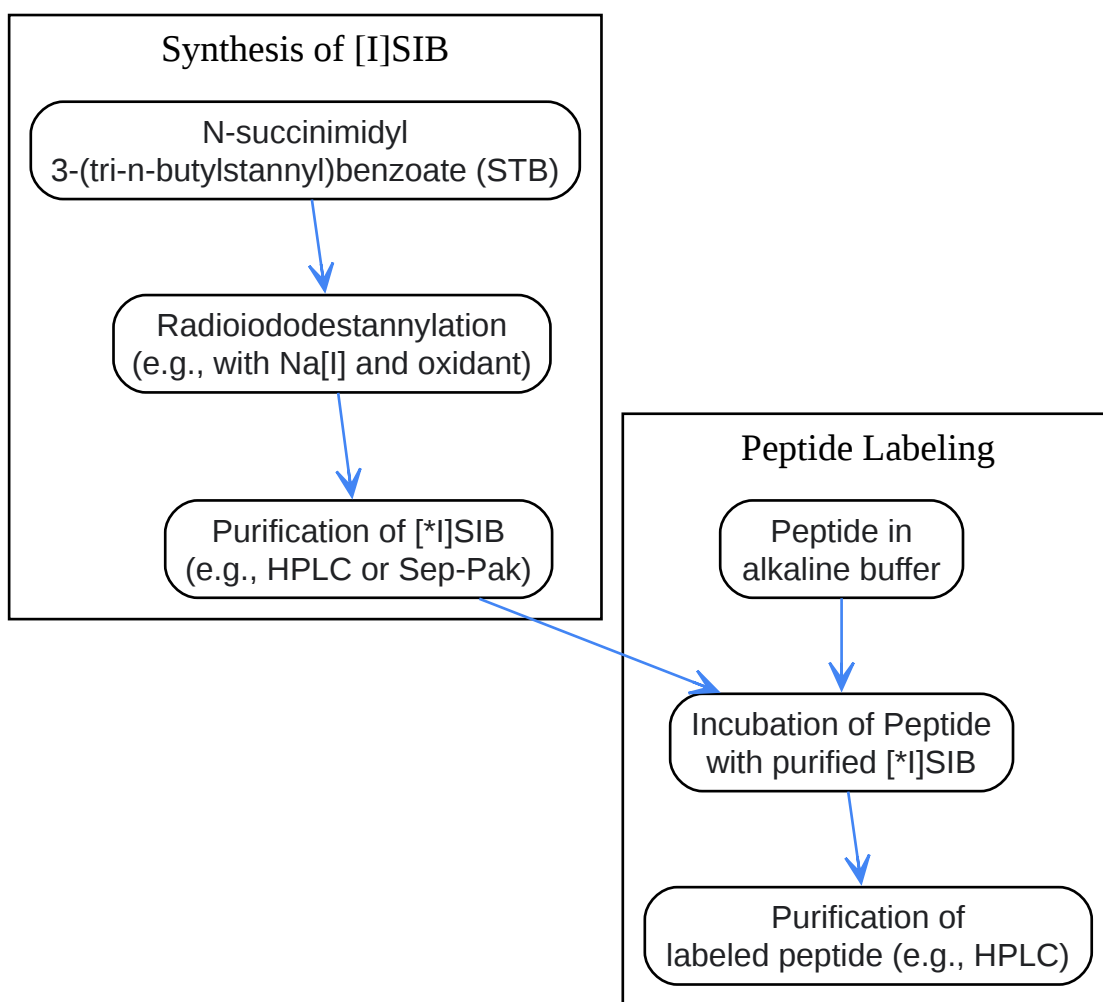 Synthesis of [I]SIB
N-succinimidyl
3-(tri-n-butylstannyl)benzoate (STB)
Radioiododestannylation
(e.g., with Na[I] and oxidant)
Purification of [*I]SIB
(e.g., HPLC or Sep-Pak)
Peptide Labeling
Peptide in
alkaline buffer
Incubation of Peptide
with purified [*I]SIB
Purification of
labeled peptide (e.g., HPLC)